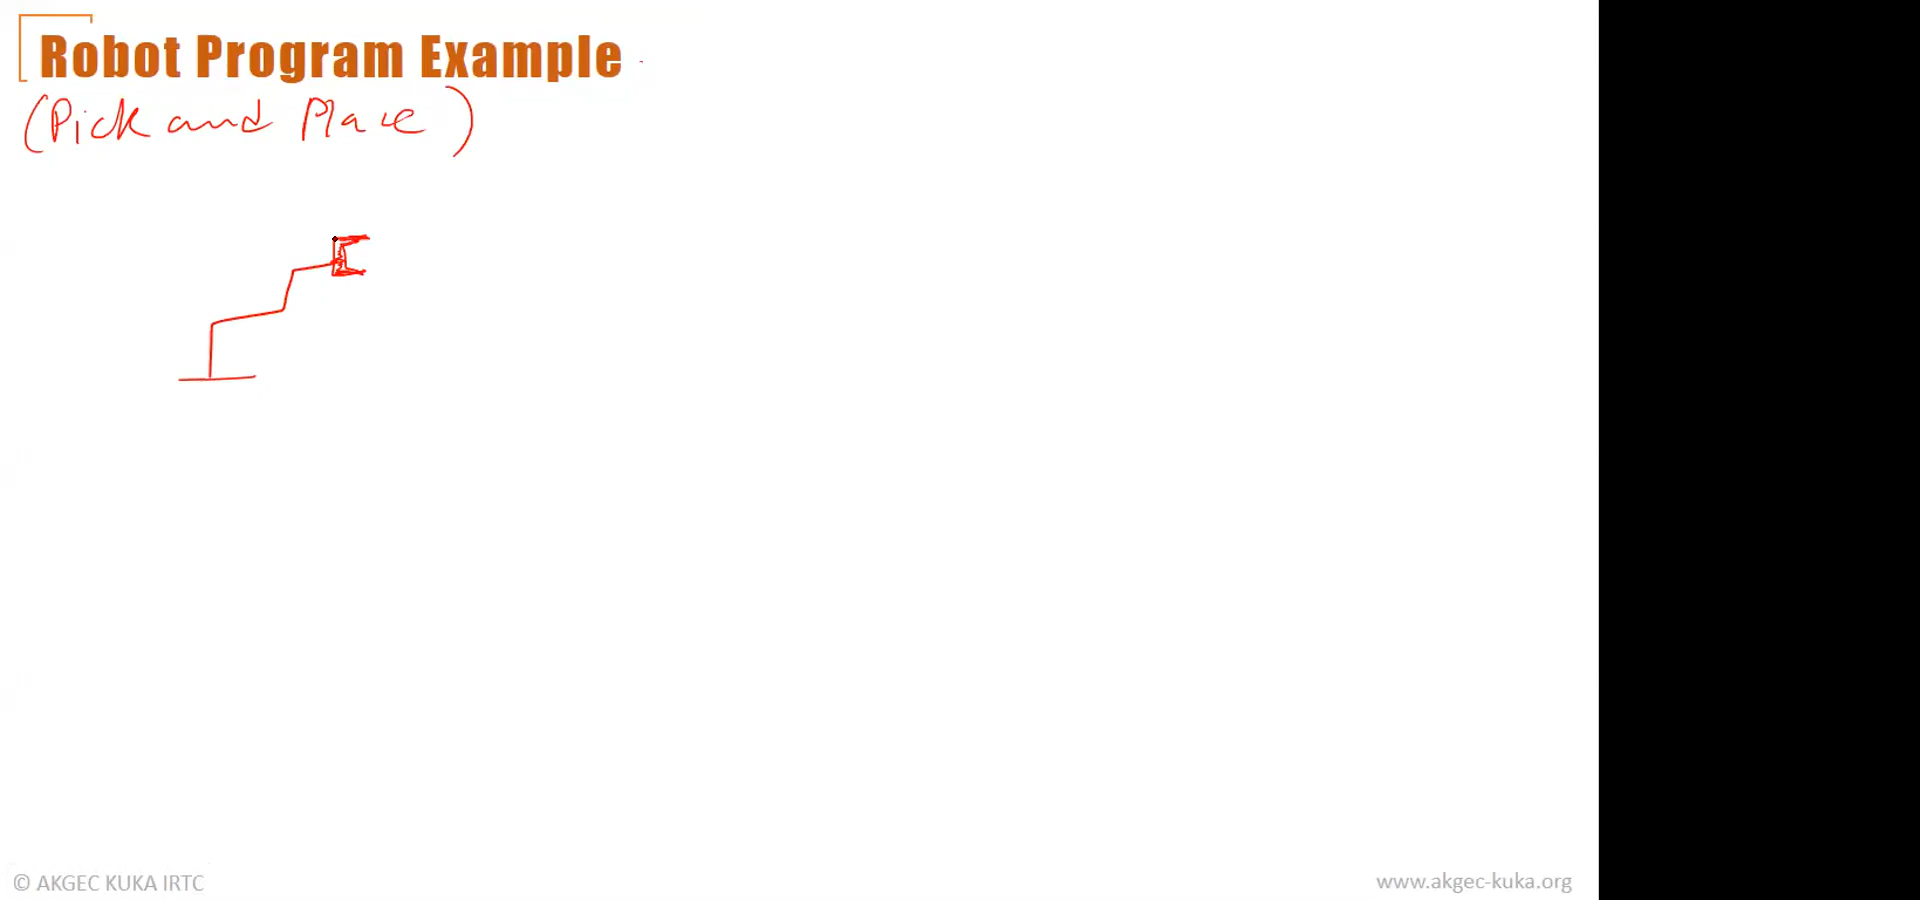 Robot Program Example
(Pick and Place)
© AKGEC KUKA IRTC
www.akgec-kuka.org